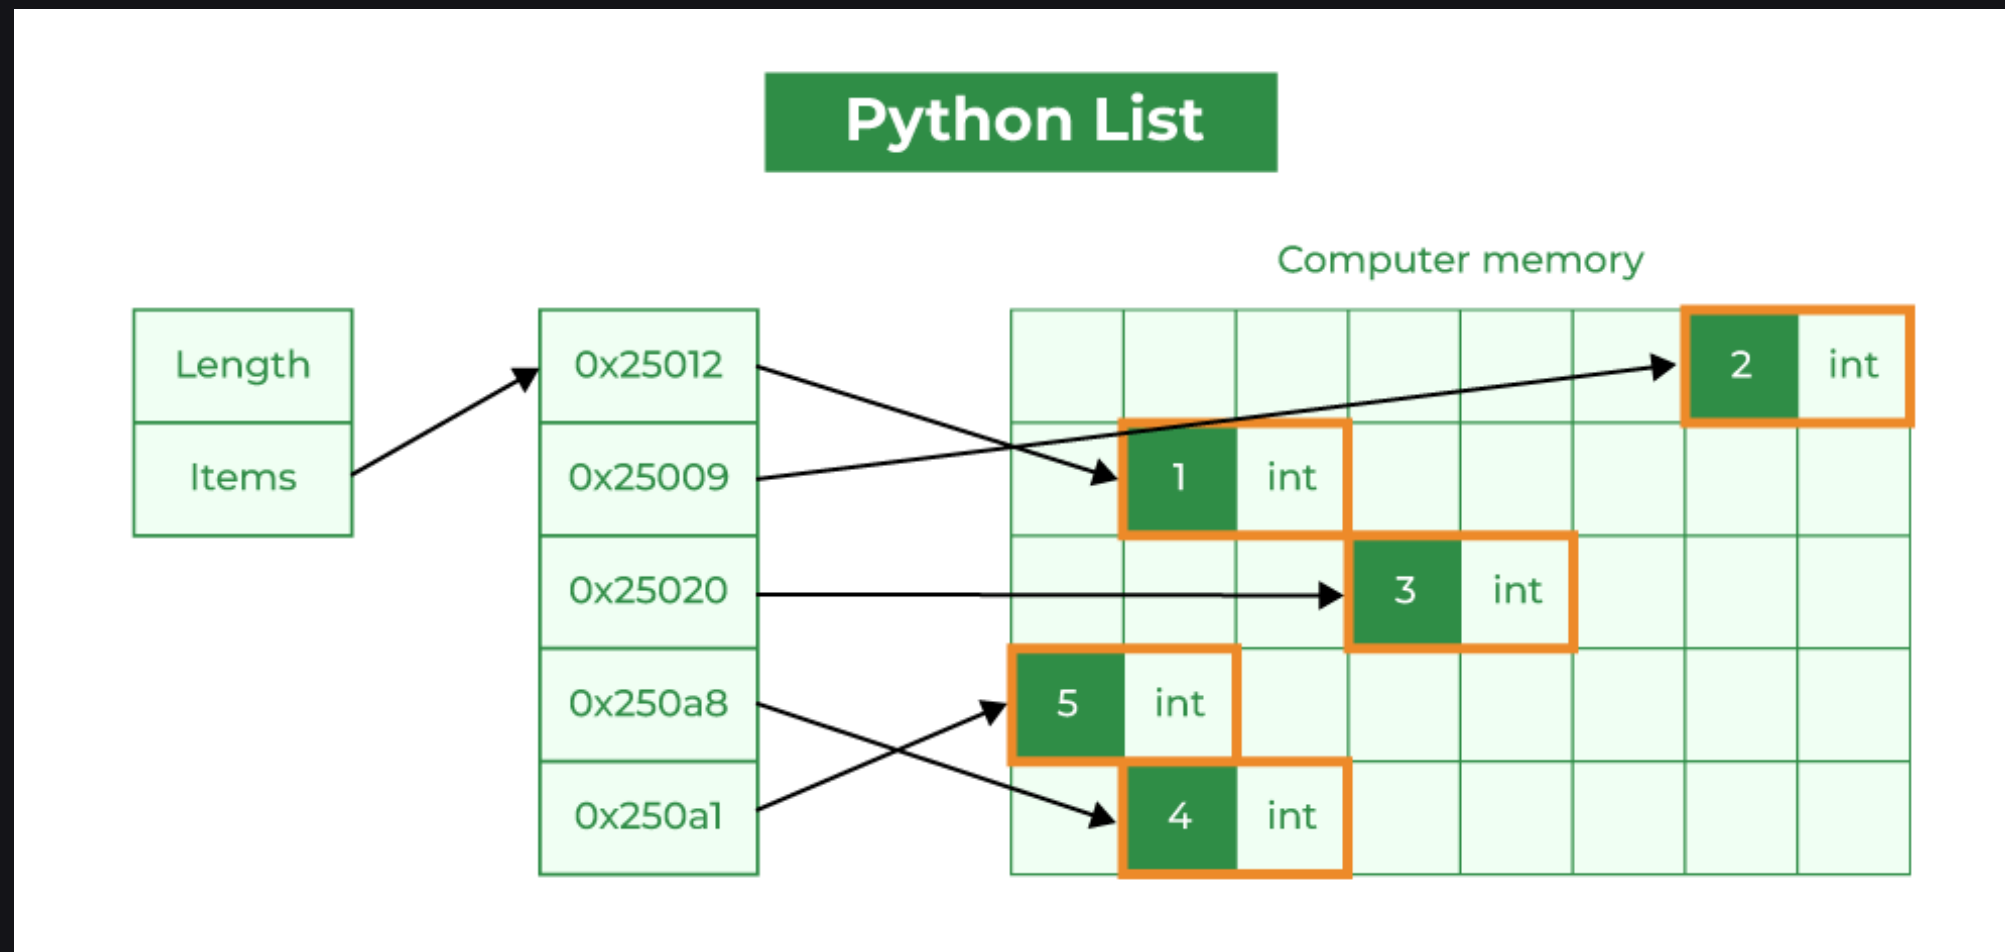 Python List
Computer memory
Length
Items
0x25012
0x25009
0x25020
0x250a8
0x250a1
2 int
1 int
3 int
5 int
4 int